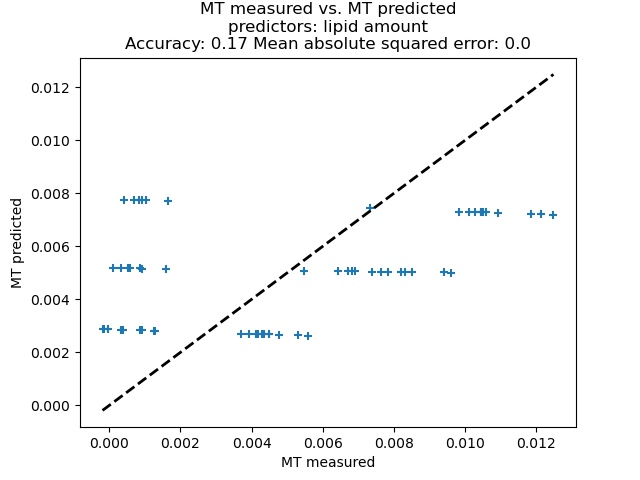 MT measured vs. MT predicted
predictors: lipid amount
Accuracy: 0.17 Mean absolute squared error: 0.0
0.012
0.010
0.008
0.006
0.004
0.002
0.000
MT predicted
0.000 0.002 0.004 0.006 0.008 0.010 0.012
MT measured